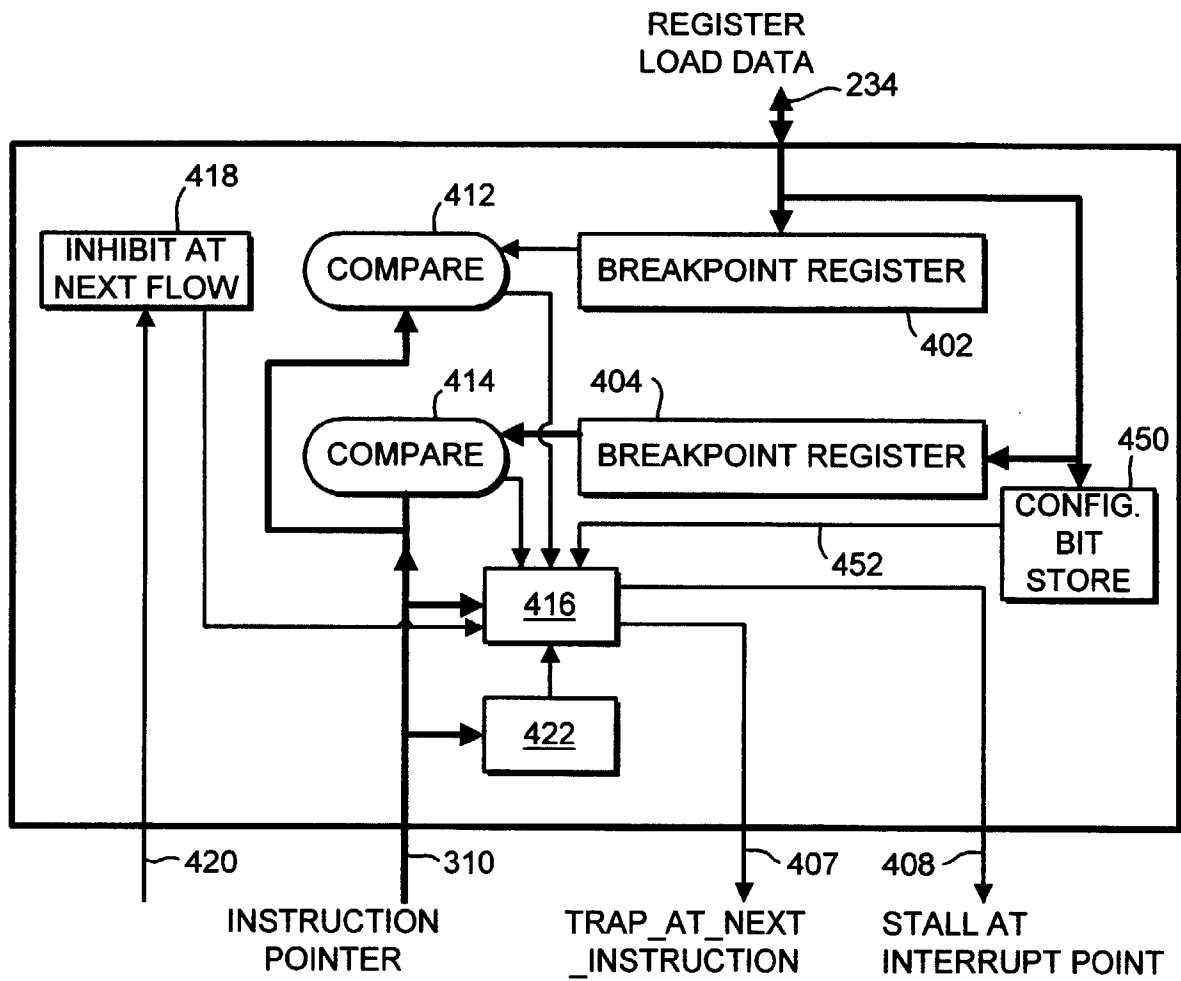 REGISTER
LOAD DATA
234
418
INHIBIT AT
NEXT FLOW
412
COMPARE
BREAKPOINT REGISTER
402
414
COMPARE
404
BREAKPOINT REGISTER
450
CONFIG.
BIT
STORE
452
416
422
420
310
407
408
INSTRUCTION
POINTER
TRAP_AT_NEXT
_INSTRUCTION
STALL AT
INTERRUPT POINT